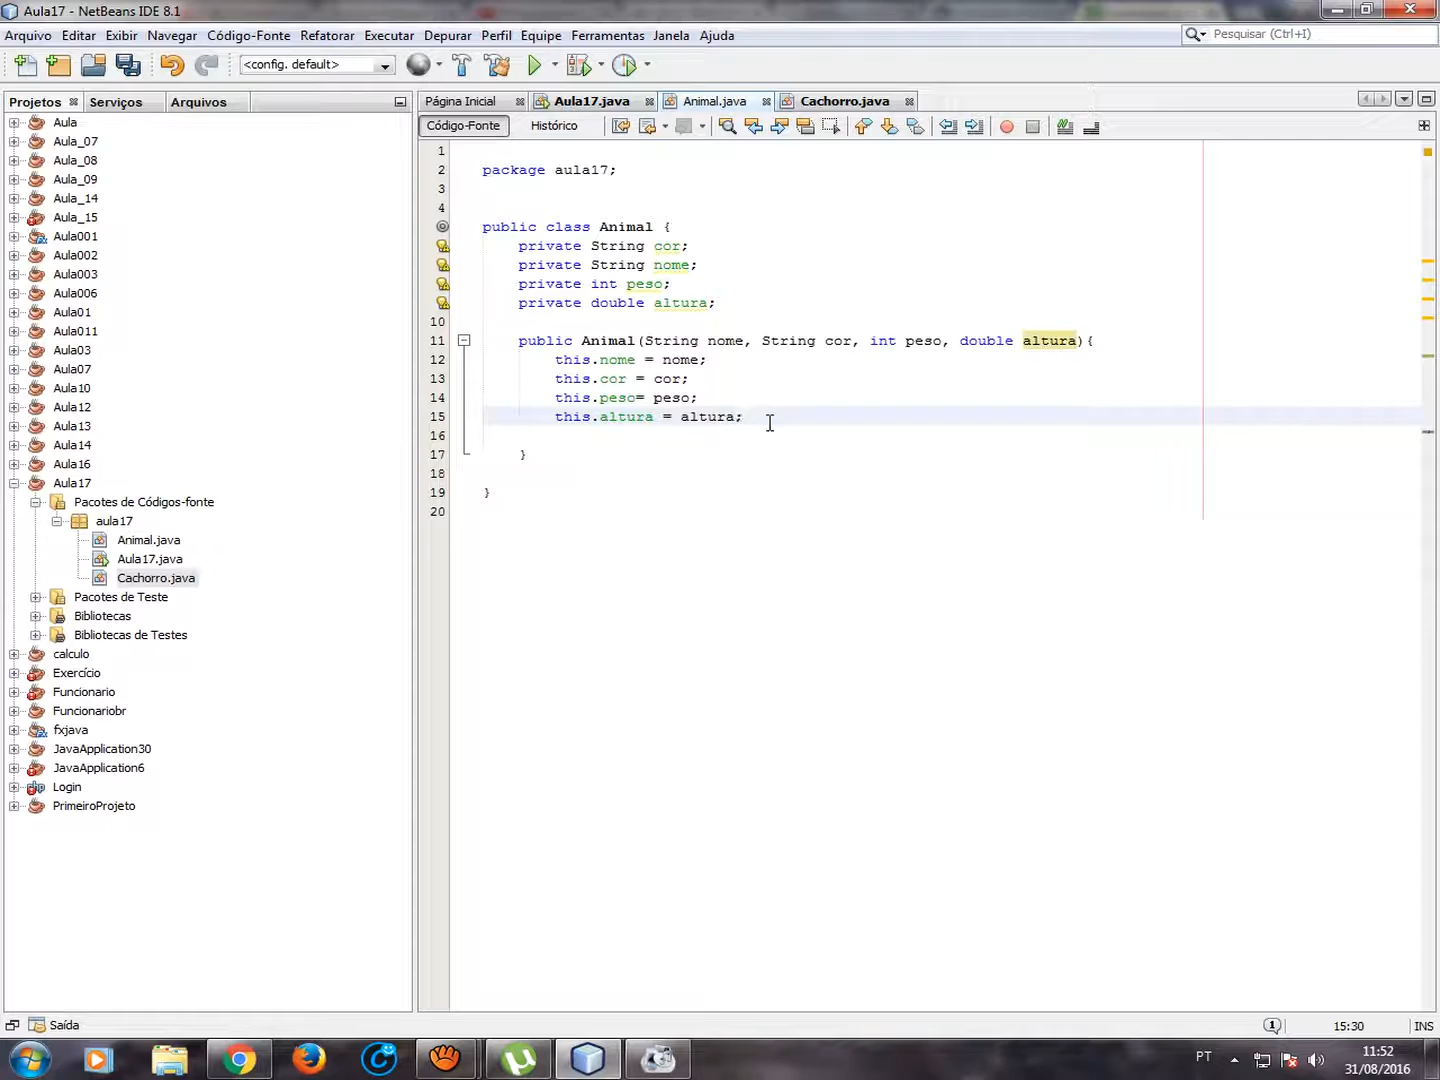 Aula17 - NetBeans IDE 8.1
Arquivo Editar Exibir Navegar Código-Fonte Refatorar Executar Depurar Perfil Equipe Ferramentas Janela Ajuda
Pesquisar (Ctrl+I)
<config. default>
Projetos Serviços Arquivos
Página Inicial Aula17.java Animal.java Cachorro.java
Código-Fonte Histórico
Aula
Aula_07
Aula_08
Aula_09
Aula_14
Aula_15
Aula001
Aula002
Aula003
Aula006
Aula01
Aula011
Aula03
Aula07
Aula10
Aula12
Aula13
Aula14
Aula16
Aula17
Pacotes de Códigos-fonte
aula17
Animal.java
Aula17.java
Cachorro.java
Pacotes de Teste
Bibliotecas
Bibliotecas de Testes
calculo
Exercício
Funcionario
Funcionariobr
fxjava
JavaApplication30
JavaApplication6
Login
PrimeiroProjeto
1
2 package aula17;
3
4
public class Animal {
private String cor;
private String nome;
private int peso;
private double altura;
10
11 public Animal(String nome, String cor, int peso, double altura){
12 this.nome = nome;
13 this.cor = cor;
14 this.peso= peso;
15 this.altura = altura;
16
17 }
18
19 }
20
Saída
1 15:30 INS
PT
11:52
31/08/2016